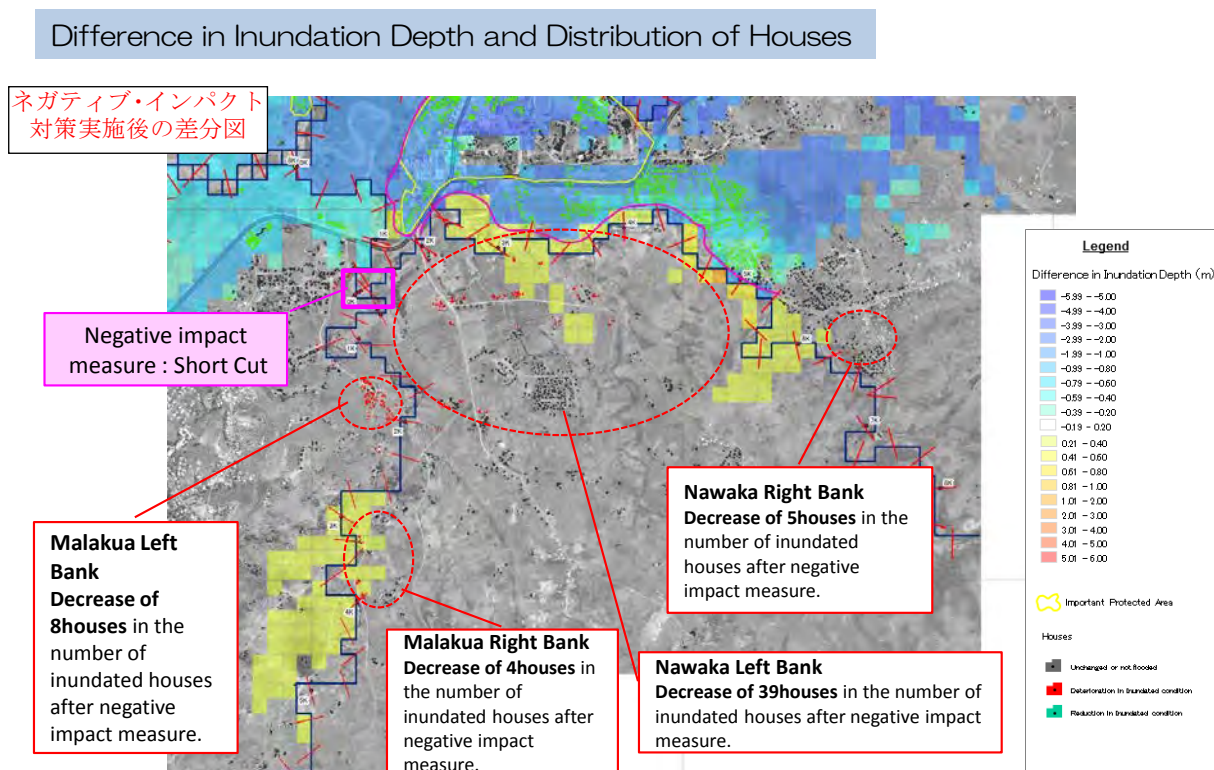 Difference in Inundation Depth and Distribution of Houses
ネガティブ・インパクト
対策実施後の差分図
Negative impact
measure : Short Cut
Malakua Left
Bank
Decrease of
8houses in the
number of
inundated houses
after negative
impact measure.
Malakua Right Bank
Decrease of 4houses in
the number of
inundated houses after
negative impact
measure.
Nawaka Right Bank
Decrease of 5houses in the
number of inundated
houses after negative
impact measure.
Nawaka Left Bank
Decrease of 39houses in the number of
inundated houses after negative impact
measure.
Legend
Difference in Inundation Depth (m)
-5.99 - -5.00
-4.99 - -4.00
-3.99 - -3.00
-2.99 - -2.00
-1.99 - -1.00
-0.99 - -0.80
-0.79 - -0.60
-0.59 - -0.40
-0.39 - -0.20
-0.19 - 0.20
0.21 - 0.40
0.41 - 0.60
0.61 - 0.80
0.81 - 1.00
1.01 - 2.00
2.01 - 3.00
3.01 - 4.00
4.01 - 5.00
5.01 - 6.00
Important Protected Area
Houses
Unchanged or not flooded
Deterioration in Inundated condition
Reduction in Inundated condition